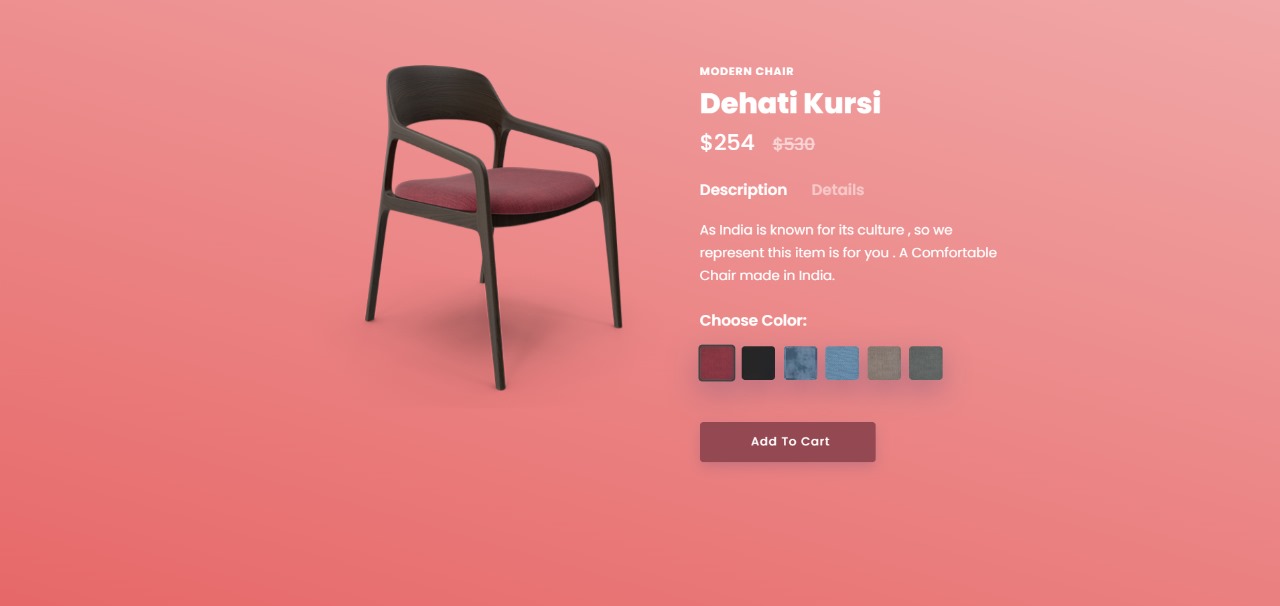 MODERN CHAIR
Dehati Kursi
$254 $530
Description Details
As India is known for its culture , so we
represent this item is for you . A Comfortable
Chair made in India.
Choose Color:
Add To Cart